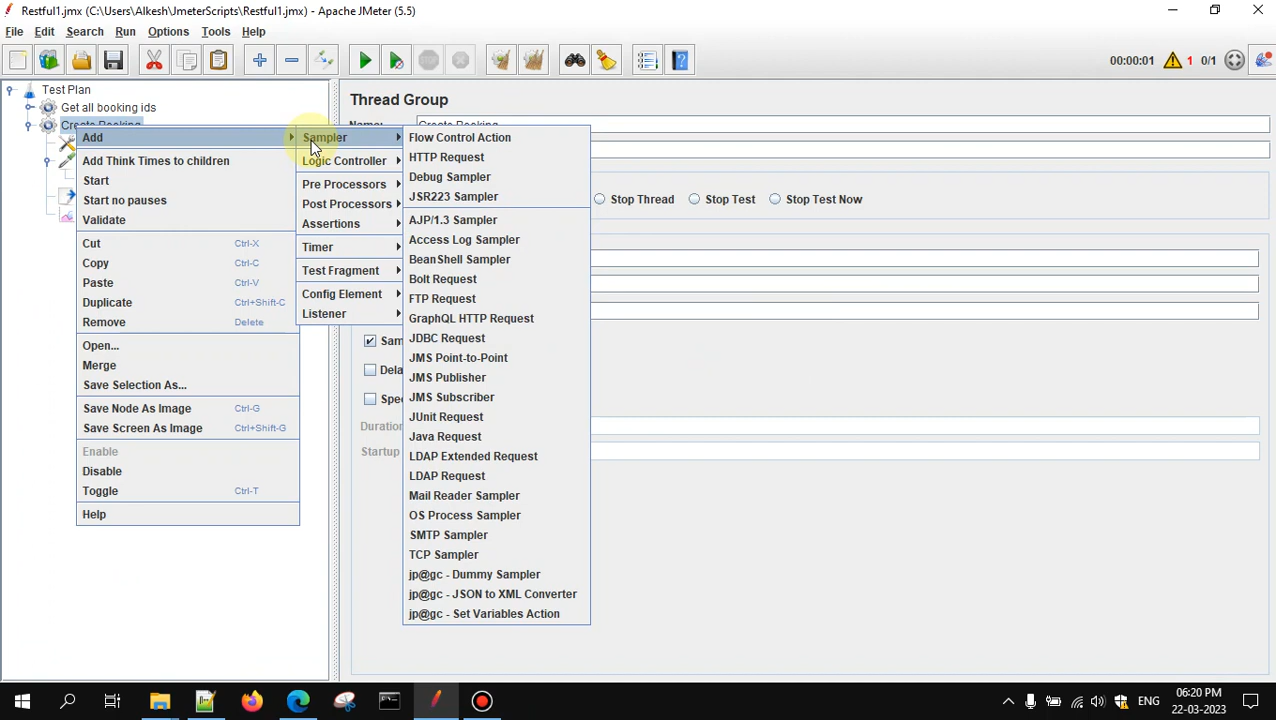 Restful1.jmx (C:\Users\Alkesh\JmeterScripts\Restful1.jmx) - Apache JMeter (5.5)
File Edit Search Run Options Tools Help
00:00:01 1 0/1
Test Plan
Get all booking ids
Create Booking
Add
Add Think Times to children
Start
Start no pauses
Validate
Cut Ctrl-X
Copy Ctrl-C
Paste Ctrl-V
Duplicate Ctrl+Shift-C
Remove Delete
Open...
Merge
Save Selection As...
Save Node As Image Ctrl-G
Save Screen As Image Ctrl+Shift-G
Enable
Disable
Toggle Ctrl-T
Help
Sampler
Logic Controller
Pre Processors
Post Processors
Assertions
Timer
Test Fragment
Config Element
Listener
Flow Control Action
HTTP Request
Debug Sampler
JSR223 Sampler
AJP/1.3 Sampler
Access Log Sampler
BeanShell Sampler
Bolt Request
FTP Request
GraphQL HTTP Request
JDBC Request
JMS Point-to-Point
JMS Publisher
JMS Subscriber
JUnit Request
Java Request
LDAP Extended Request
LDAP Request
Mail Reader Sampler
OS Process Sampler
SMTP Sampler
TCP Sampler
jp@gc - Dummy Sampler
jp@gc - JSON to XML Converter
jp@gc - Set Variables Action
Thread Group
Name: Create Booking
Stop Thread Stop Test Stop Test Now
Sam
Dela
Spec
Duration
Startup
ENG
06:20 PM
22-03-2023